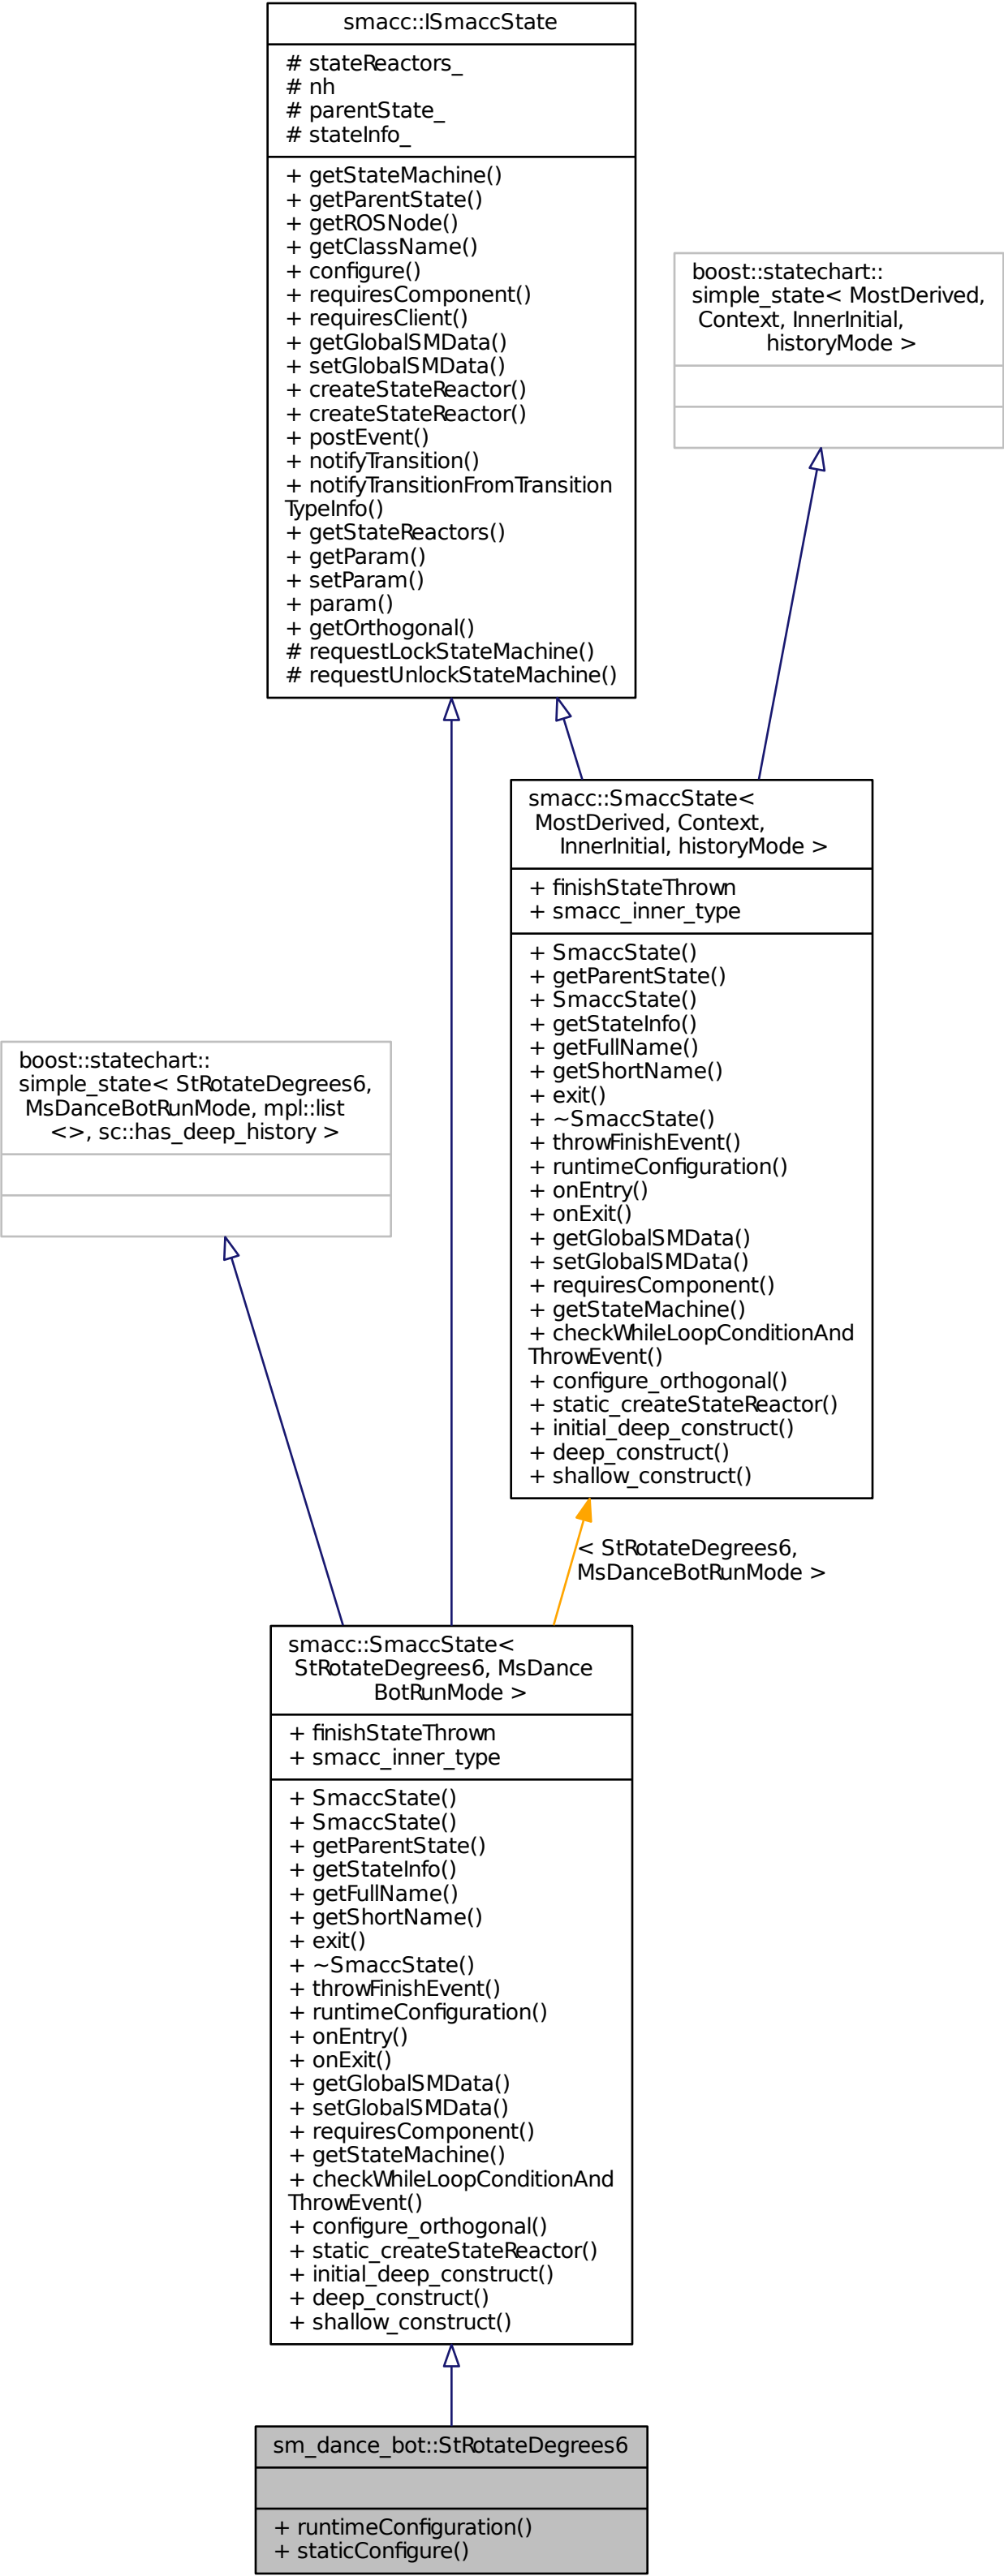 smacc::ISmaccState
# stateReactors_
# nh
# parentState_
# stateInfo_
+ getStateMachine()
+ getParentState()
+ getROSNode()
+ getClassName()
+ configure()
+ requiresComponent()
+ requiresClient()
+ getGlobalSMData()
+ setGlobalSMData()
+ createStateReactor()
+ createStateReactor()
+ postEvent()
+ notifyTransition()
+ notifyTransitionFromTransition
TypeInfo()
+ getStateReactors()
+ getParam()
+ setParam()
+ param()
+ getOrthogonal()
# requestLockStateMachine()
# requestUnlockStateMachine()
boost::statechart::
simple_state< MostDerived,
Context, InnerInitial,
historyMode >
smacc::SmaccState<
MostDerived, Context,
InnerInitial, historyMode >
+ finishStateThrown
+ smacc_inner_type
+ SmaccState()
+ getParentState()
+ SmaccState()
+ getStateInfo()
+ getFullName()
+ getShortName()
+ exit()
+ ~SmaccState()
+ throwFinishEvent()
+ runtimeConfiguration()
+ onEntry()
+ onExit()
+ getGlobalSMData()
+ setGlobalSMData()
+ requiresComponent()
+ getStateMachine()
+ checkWhileLoopConditionAnd
ThrowEvent()
+ configure_orthogonal()
+ static_createStateReactor()
+ initial_deep_construct()
+ deep_construct()
+ shallow_construct()
boost::statechart::
simple_state< StRotateDegrees6,
MsDanceBotRunMode, mpl::list
<>, sc::has_deep_history >
< StRotateDegrees6,
MsDanceBotRunMode >
smacc::SmaccState<
StRotateDegrees6, MsDance
BotRunMode >
+ finishStateThrown
+ smacc_inner_type
+ SmaccState()
+ SmaccState()
+ getParentState()
+ getStateInfo()
+ getFullName()
+ getShortName()
+ exit()
+ ~SmaccState()
+ throwFinishEvent()
+ runtimeConfiguration()
+ onEntry()
+ onExit()
+ getGlobalSMData()
+ setGlobalSMData()
+ requiresComponent()
+ getStateMachine()
+ checkWhileLoopConditionAnd
ThrowEvent()
+ configure_orthogonal()
+ static_createStateReactor()
+ initial_deep_construct()
+ deep_construct()
+ shallow_construct()
sm_dance_bot::StRotateDegrees6
+ runtimeConfiguration()
+ staticConfigure()